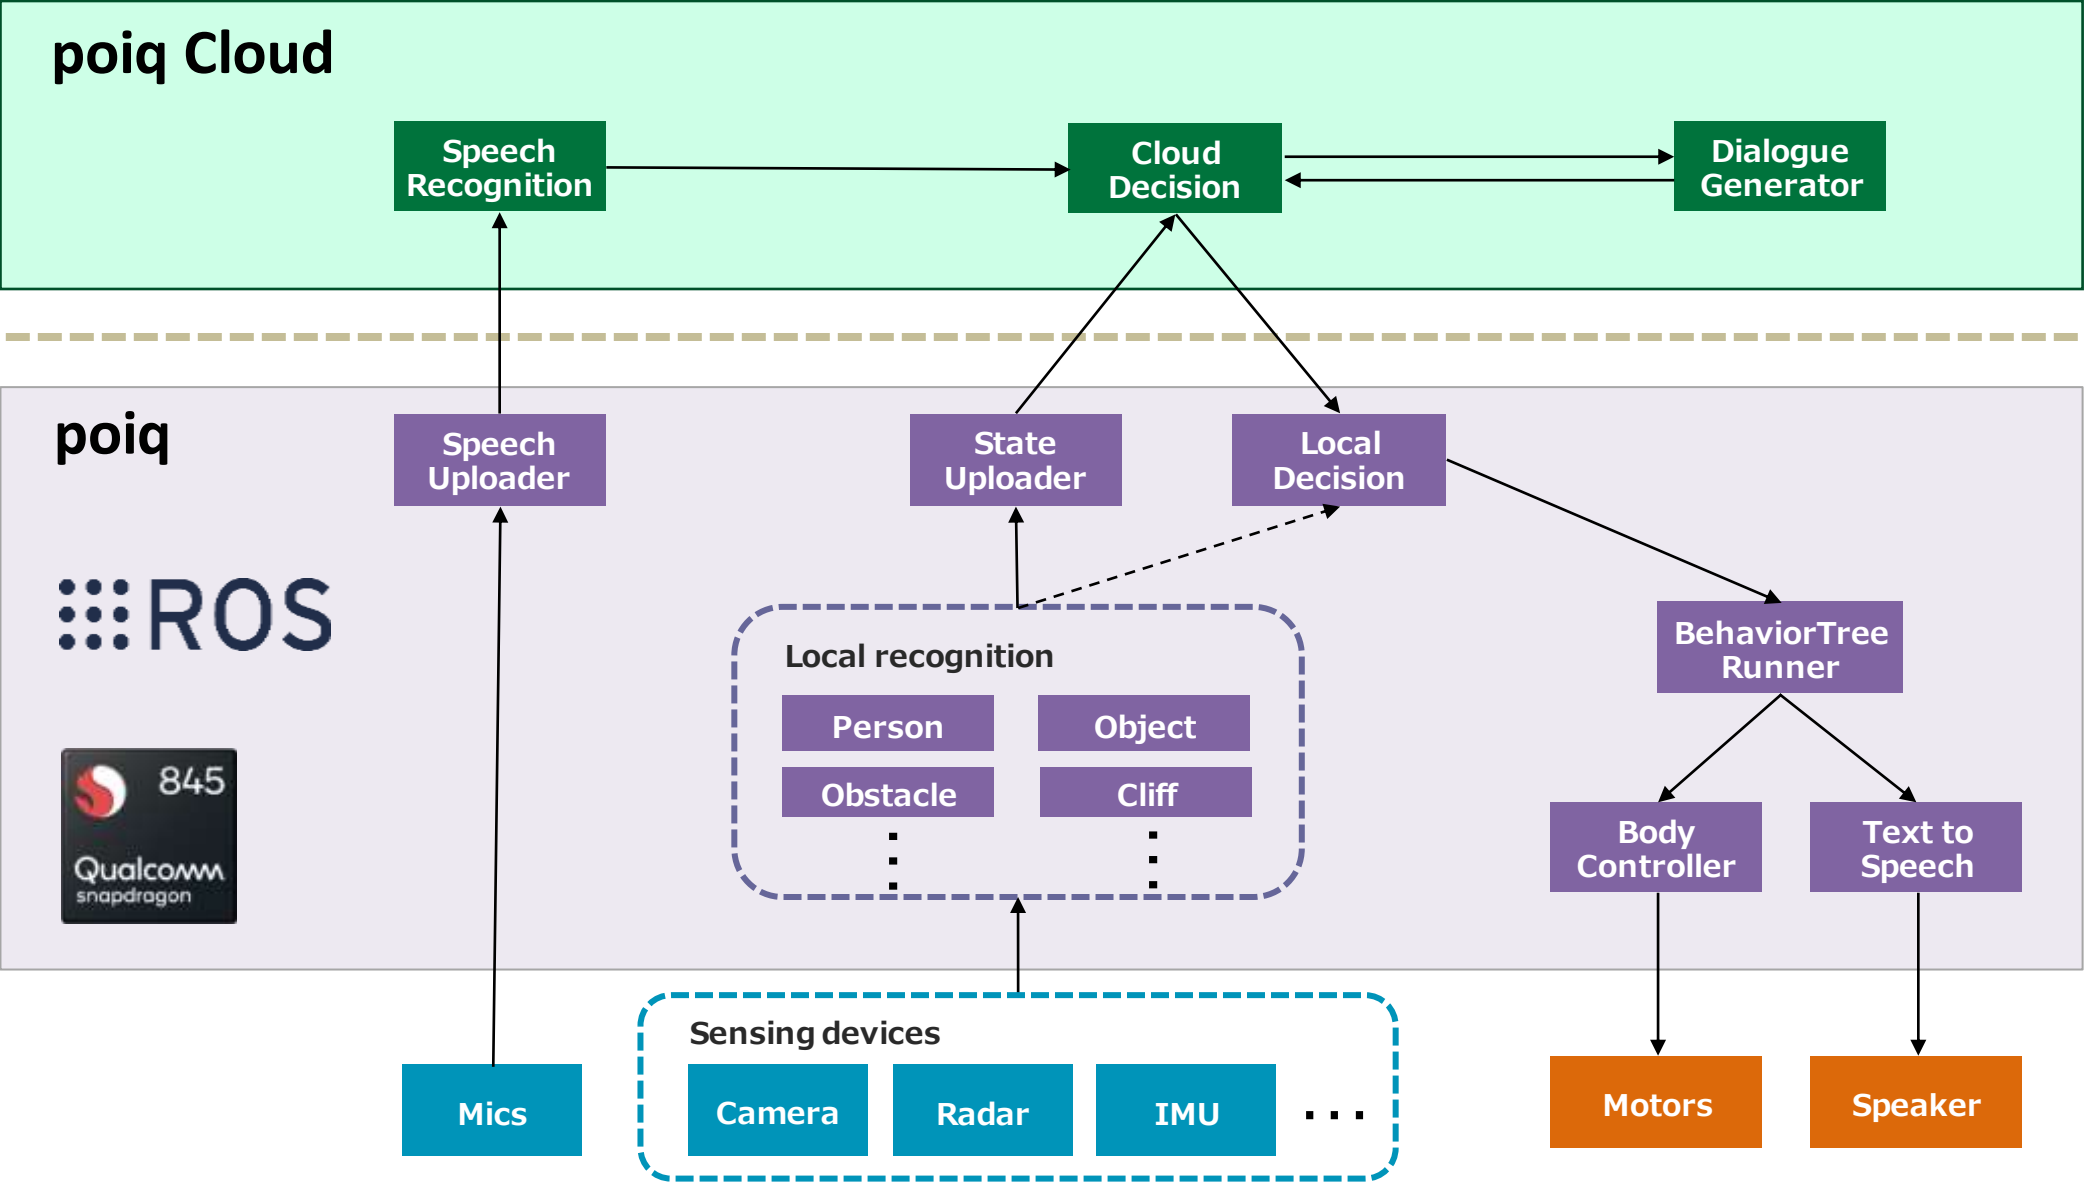 poiq Cloud
Speech
Recognition
Cloud
Decision
Dialogue
Generator
poiq
Speech
Uploader
State
Uploader
Local
Decision
ROS
BehaviorTree
Runner
Local recognition
Person
Object
Obstacle
Cliff
845
Qualcomm
snapdragon
Body
Controller
Text to
Speech
Sensing devices
Mics
Camera
Radar
IMU
...
Motors
Speaker